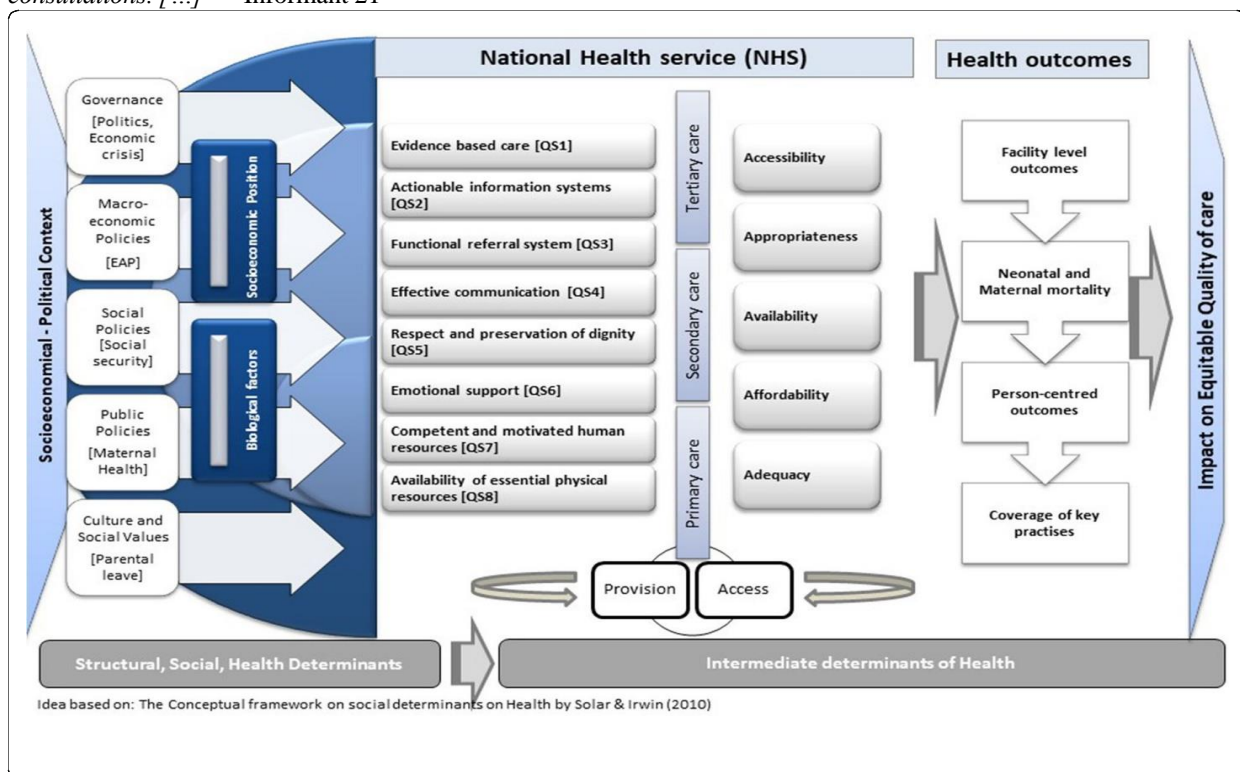 consultations. […]" — Informant 21
National Health service (NHS)
Health outcomes
Socioeconomical - Political Context
Governance
[Politics,
Economic
crisis]
Macro-
economic
Policies
[EAP]
Social
Policies
[Social
security]
Public
Policies
[Maternal
Health]
Culture and
Social Values
[Parental
leave]
Socioeconomic Position
Biological factors
Evidence based care [QS1]
Actionable information systems
[QS2]
Functional referral system [QS3]
Effective communication [QS4]
Respect and preservation of dignity
[QS5]
Emotional support [QS6]
Competent and motivated human
resources [QS7]
Availability of essential physical
resources [QS8]
Tertiary care
Secondary care
Primary care
Accessibility
Appropriateness
Availability
Affordability
Adequacy
Provision
Access
Facility level
outcomes
Neonatal and
Maternal mortality
Person-centred
outcomes
Coverage of key
practises
Impact on Equitable Quality of care
Structural, Social, Health Determinants
Intermediate determinants of Health
Idea based on: The Conceptual framework on social determinants on Health by Solar & Irwin (2010)